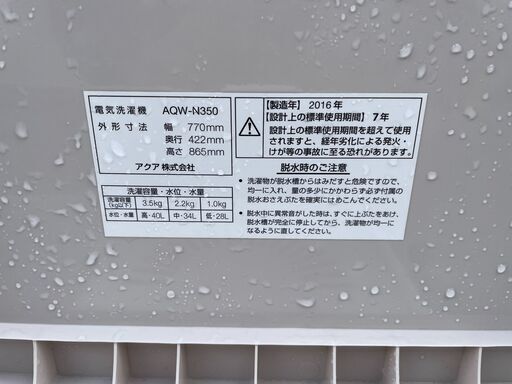 電気洗濯機 AQW-N350
外形寸法 幅 770mm
奥行 422mm
高さ 865mm
アクア 株式会社
洗濯容量・水位・水量
洗濯容量(kg以下) 3.5kg 2.2kg 1.0kg
水位・水量 高・40L 中・34L 低・28L
【製造年】2016年
【設計上の標準使用期間】7年
設計上の標準使用期間を超えて使用
されますと、経年劣化による発火・
けが等の事故に至る恐れがあります。
脱水時のご注意
・洗濯物が脱水槽からはみだすと危険ですので、
均一に入れ、量の多少にかかわらず必ず付属の
脱水おさえぶたを確実にはめこんでください。
・脱水中に異常音がした時は、すぐに上ぶたをあけ、
脱水槽が完全に停止してから、洗濯物が均一に
なるように直してください。